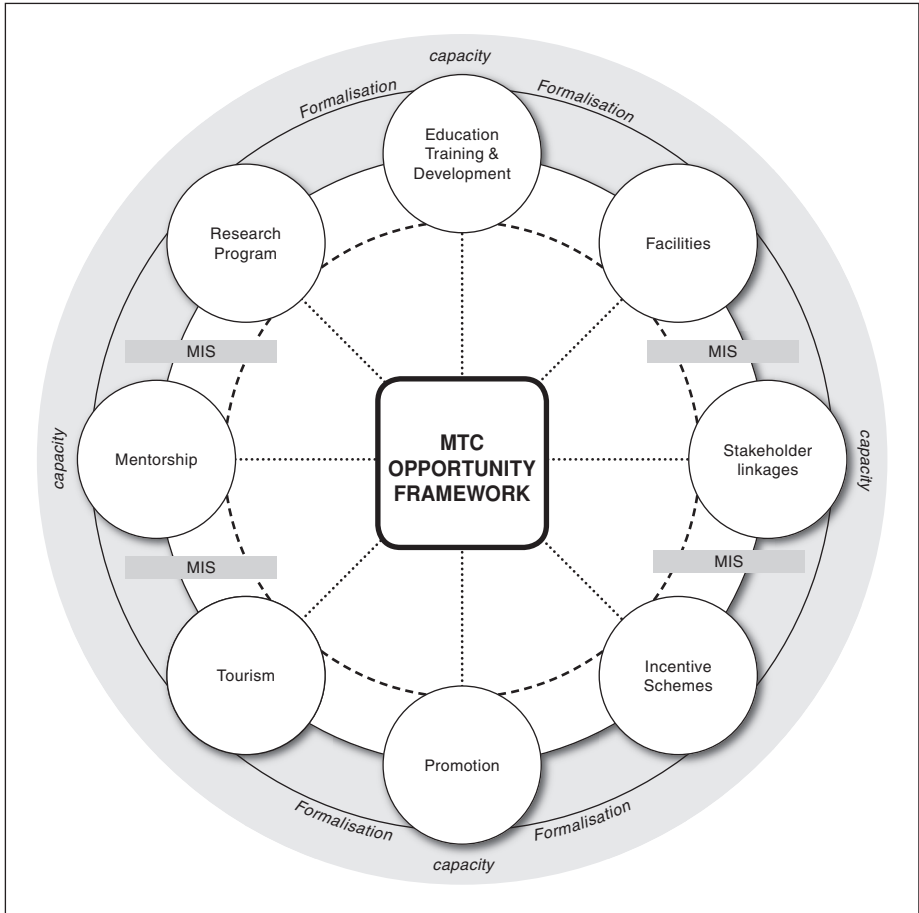 capacity
Formalisation
Formalisation
Education
Training &
Development
Research
Program
Facilities
MIS
MIS
capacity
Mentorship
MTC
OPPORTUNITY
FRAMEWORK
Stakeholder
linkages
capacity
MIS
MIS
Tourism
Incentive
Schemes
Promotion
Formalisation
Formalisation
capacity